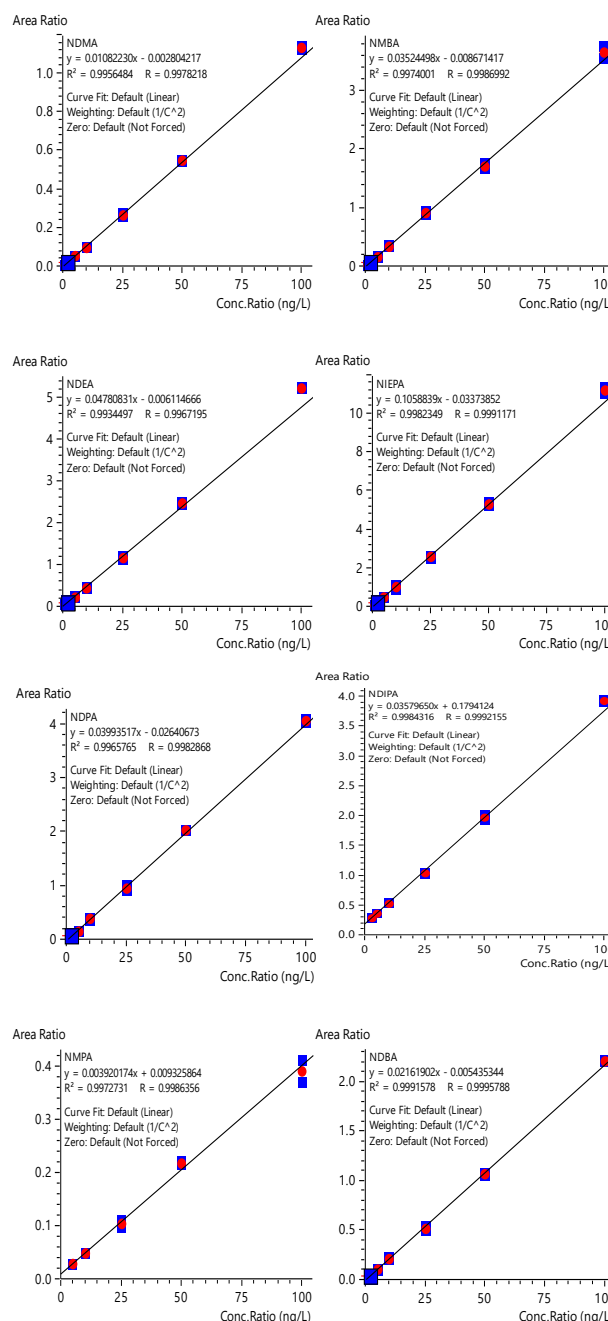 Area Ratio
NDMA
y = 0.01082230x - 0.002804217
R² = 0.9956484 R = 0.9978218
Curve Fit: Default (Linear)
Weighting: Default (1/C^2)
Zero: Default (Not Forced)
1.0
0.8
0.6
0.4
0.2
0.0
0 25 50 75 100
Conc.Ratio (ng/L)
Area Ratio
NMBA
y = 0.03524498x - 0.008671417
R² = 0.9974001 R = 0.9986992
Curve Fit: Default (Linear)
Weighting: Default (1/C^2)
Zero: Default (Not Forced)
3
2
1
0
0 25 50 75 100
Conc.Ratio (ng/L)
Area Ratio
NDEA
y = 0.04780831x - 0.006114666
R² = 0.9934497 R = 0.9967195
Curve Fit: Default (Linear)
Weighting: Default (1/C^2)
Zero: Default (Not Forced)
5
4
3
2
1
0
0 25 50 75 100
Conc.Ratio (ng/L)
Area Ratio
NIEPA
y = 0.1058839x - 0.03373852
R² = 0.9982349 R = 0.9991171
Curve Fit: Default (Linear)
Weighting: Default (1/C^2)
Zero: Default (Not Forced)
10
8
6
4
2
0
0 25 50 75 100
Conc.Ratio (ng/L)
Area Ratio
NDPA
y = 0.03993517x - 0.02640673
R² = 0.9965765 R = 0.9982868
Curve Fit: Default (Linear)
Weighting: Default (1/C^2)
Zero: Default (Not Forced)
4
3
2
1
0
0 25 50 75 100
Conc.Ratio (ng/L)
Area Ratio
NDIPA
y = 0.03579650x + 0.1794124
R² = 0.9984316 R = 0.9992155
Curve Fit: Default (Linear)
Weighting: Default (1/C^2)
Zero: Default (Not Forced)
4.0
3.5
3.0
2.5
2.0
1.5
1.0
0.5
0.0
0 25 50 75 100
Conc.Ratio (ng/L)
Area Ratio
NMPA
y = 0.003920174x + 0.009325864
R² = 0.9972731 R = 0.9986356
Curve Fit: Default (Linear)
Weighting: Default (1/C^2)
Zero: Default (Not Forced)
0.4
0.3
0.2
0.1
0.0
0 25 50 75 100
Conc.Ratio (ng/L)
Area Ratio
NDBA
y = 0.02161902x - 0.005435344
R² = 0.9991578 R = 0.9995788
Curve Fit: Default (Linear)
Weighting: Default (1/C^2)
Zero: Default (Not Forced)
2.0
1.5
1.0
0.5
0.0
0 25 50 75 100
Conc.Ratio (ng/L)